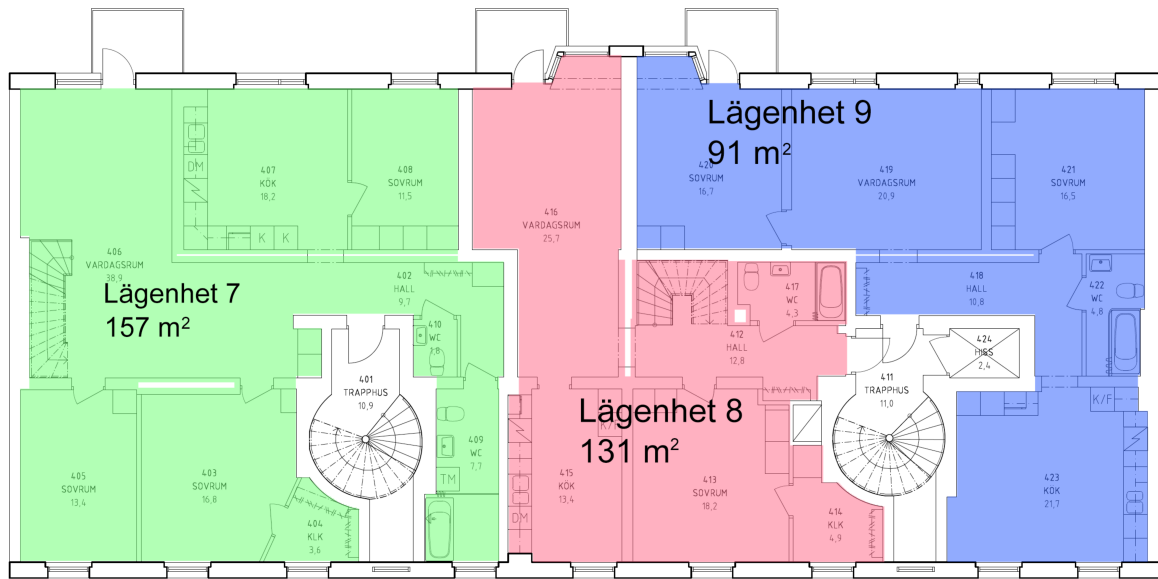 Lägenhet 9
91 m²
407
KÖK
18,2
408
SOVRUM
11,5
DM
K
K
420
SOVRUM
16,7
419
VARDAGSRUM
20,9
421
SOVRUM
16,5
416
VARDAGSRUM
25,7
406
VARDAGSRUM
38,9
402
HALL
9,7
Lägenhet 7
157 m²
410
WC
1,8
417
WC
4,3
412
HALL
12,8
418
HALL
10,8
422
WC
4,8
424
HISS
2,4
401
TRAPPHUS
10,9
411
TRAPPHUS
11,0
K/F
K/F
Lägenhet 8
131 m²
409
WC
7,7
TM
405
SOVRUM
13,4
403
SOVRUM
16,8
404
KLK
3,6
415
KÖK
13,4
DM
413
SOVRUM
18,2
414
KLK
4,9
423
KÖK
21,7